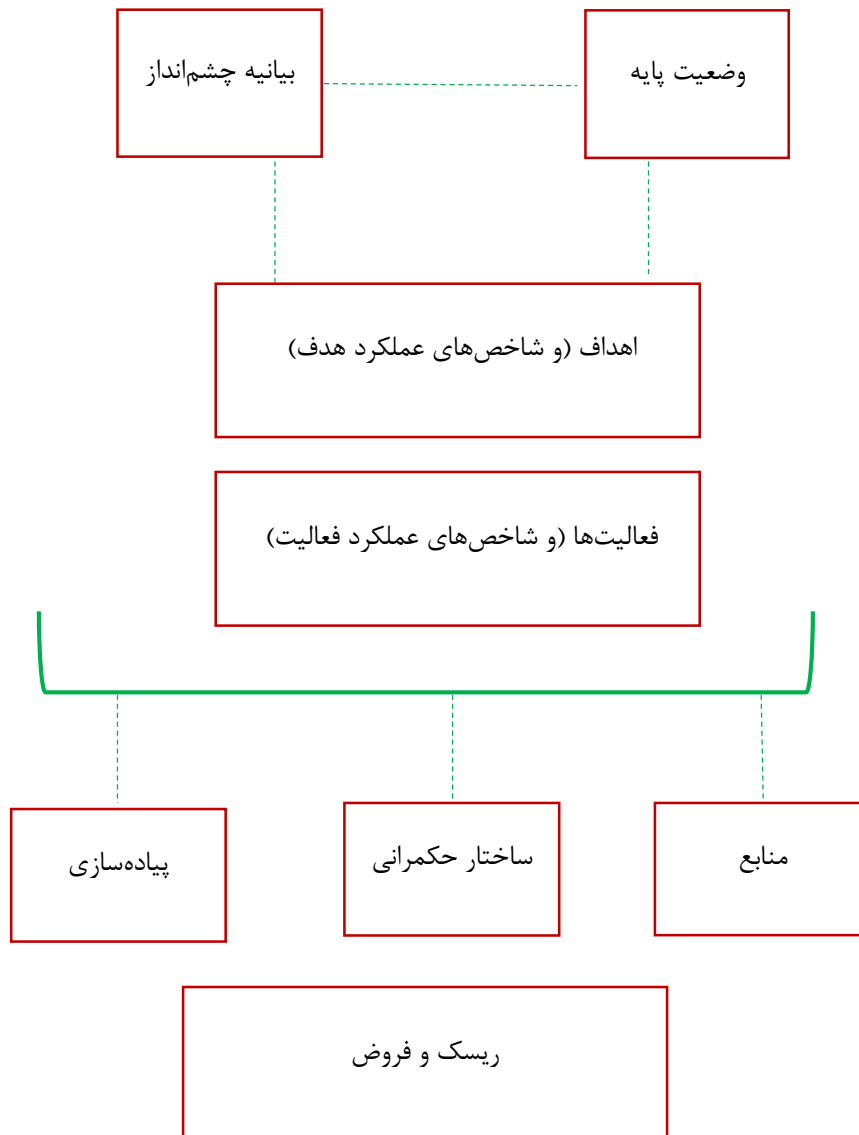 وضعیت پایه
بیانیه چشم‌انداز
اهداف (و شاخص‌های عملکرد هدف)
فعالیت‌ها (و شاخص‌های عملکرد فعالیت)
منابع
ساختار حکمرانی
پیاده‌سازی
ریسک و فروض